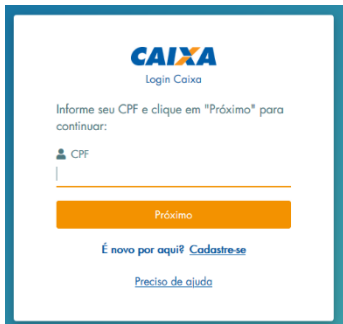 CAIXA
Login Caixa
Informe seu CPF e clique em "Próximo" para
continuar:
CPF
Próximo
É novo por aqui? Cadastre-se
Preciso de ajuda